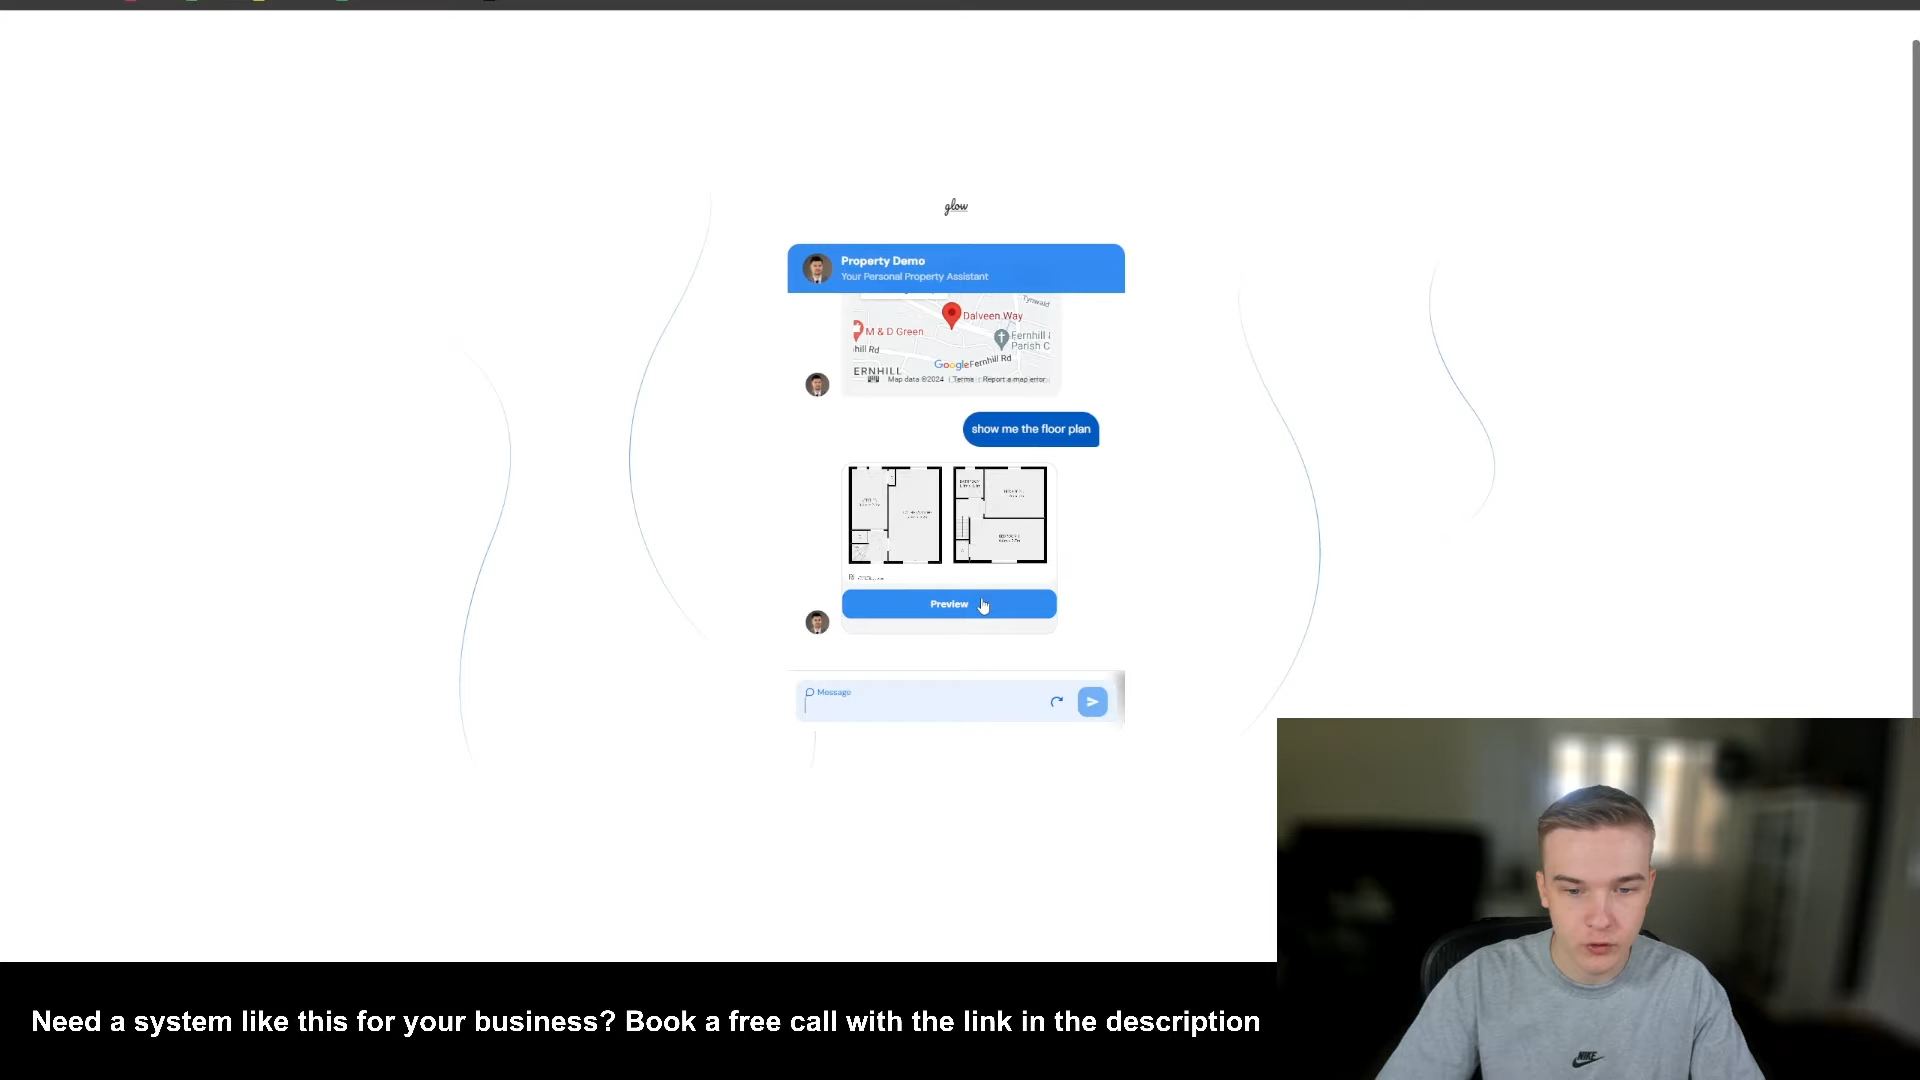 glow
Property Demo
Your Personal Property Assistant
Tynwald
Dalveen Way
M & D Green
Fernhill &
Parish C
hill Rd
Google
Fernhill Rd
ERNHILL
Map data ©2024
Terms
Report a map error
show me the floor plan
Preview
Message
NIKE
Need a system like this for your business? Book a free call with the link in the description